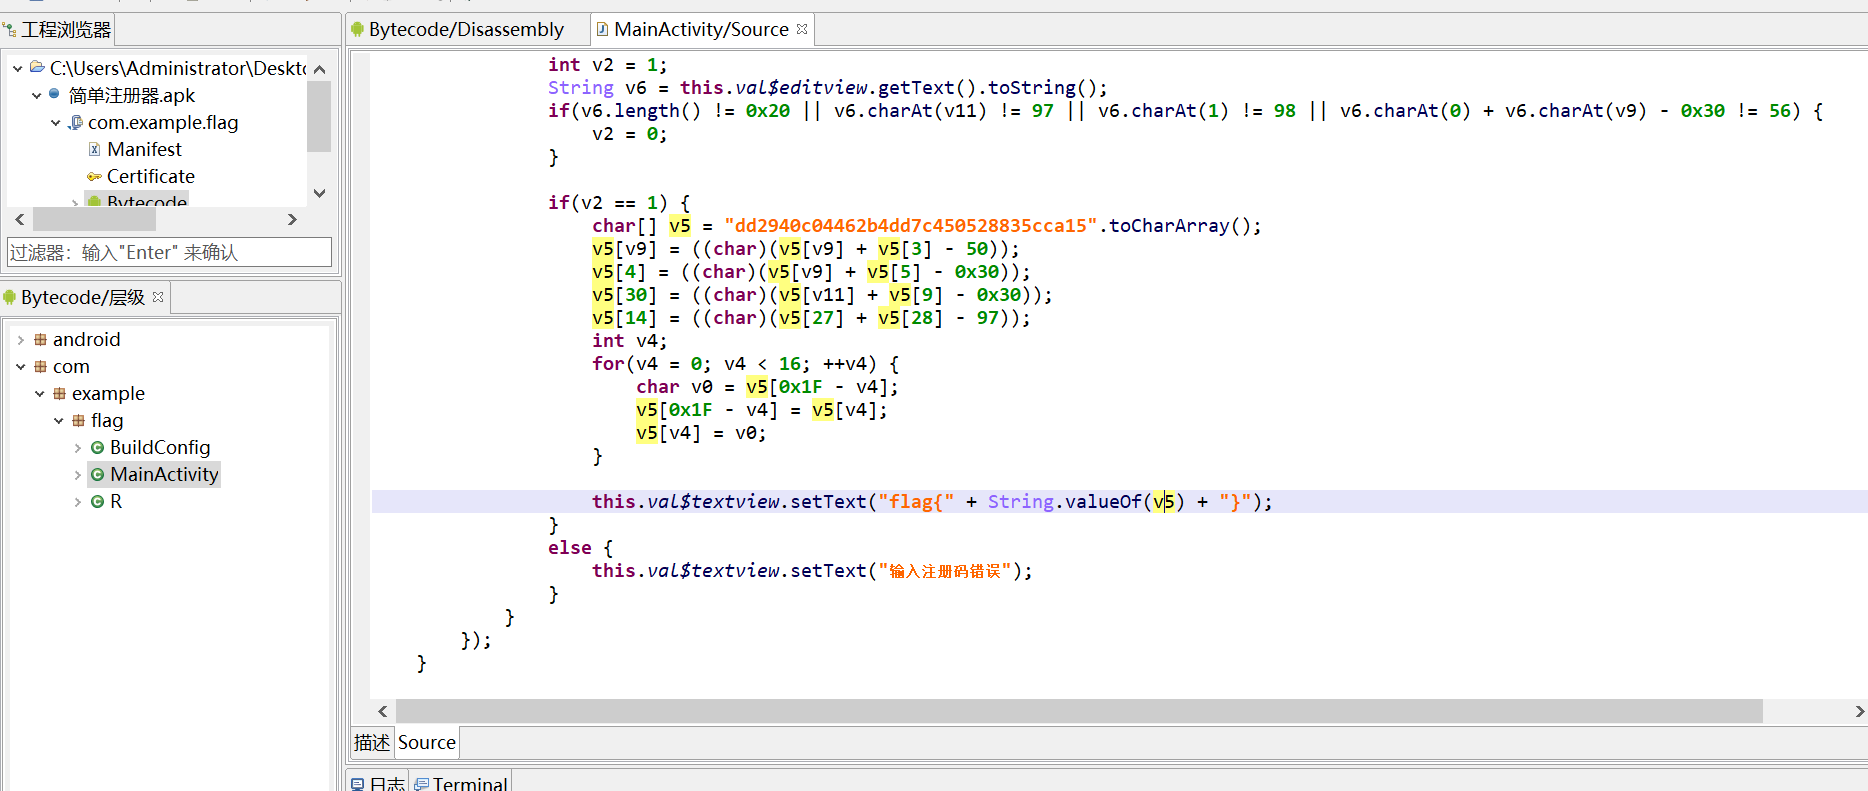 工程浏览器
C:\Users\Administrator\Deskt
简单注册器.apk
com.example.flag
Manifest
Certificate
Bytecode
过滤器：输入"Enter" 来确认
Bytecode/层级
android
com
example
flag
BuildConfig
MainActivity
R
Bytecode/Disassembly
MainActivity/Source
int v2 = 1;
String v6 = this.val$editview.getText().toString();
if(v6.length() != 0x20 || v6.charAt(v11) != 97 || v6.charAt(1) != 98 || v6.charAt(0) + v6.charAt(v9) - 0x30 != 56) {
v2 = 0;
}
if(v2 == 1) {
char[] v5 = "dd2940c04462b4dd7c450528835cca15".toCharArray();
v5[v9] = ((char)(v5[v9] + v5[3] - 50));
v5[4] = ((char)(v5[v9] + v5[5] - 0x30));
v5[30] = ((char)(v5[v11] + v5[9] - 0x30));
v5[14] = ((char)(v5[27] + v5[28] - 97));
int v4;
for(v4 = 0; v4 < 16; ++v4) {
char v0 = v5[0x1F - v4];
v5[0x1F - v4] = v5[v4];
v5[v4] = v0;
}
this.val$textview.setText("flag{" + String.valueOf(v5) + "}");
}
else {
this.val$textview.setText("输入注册码错误");
}
}
});
}
描述
Source
日志
Terminal